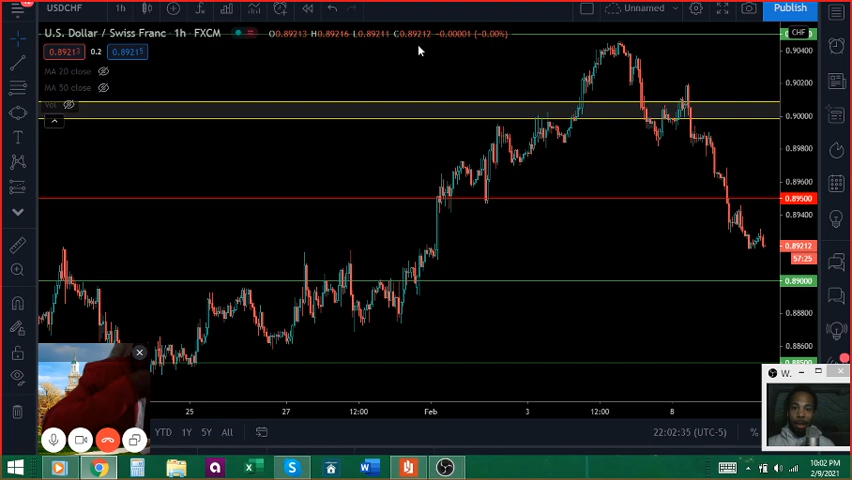 USDCHF
1h
Unnamed
Publish
U.S. Dollar / Swiss Franc · 1h · FXCM
O0.89213 H0.89216 L0.89211 C0.89212 −0.00001 (−0.00%)
CHF
0.89213 0.2 0.89215
MA 20 close
MA 50 close
Vol
0.90400
0.90200
0.90000
0.89800
0.89600
0.89500
0.89400
0.89212
57:25
0.89000
0.88800
0.88600
0.88500
W..
25
27
12:00
Feb
3
12:00
8
YTD 1Y 5Y All
22:02:35 (UTC-5)
%
10:02 PM
2/9/2021